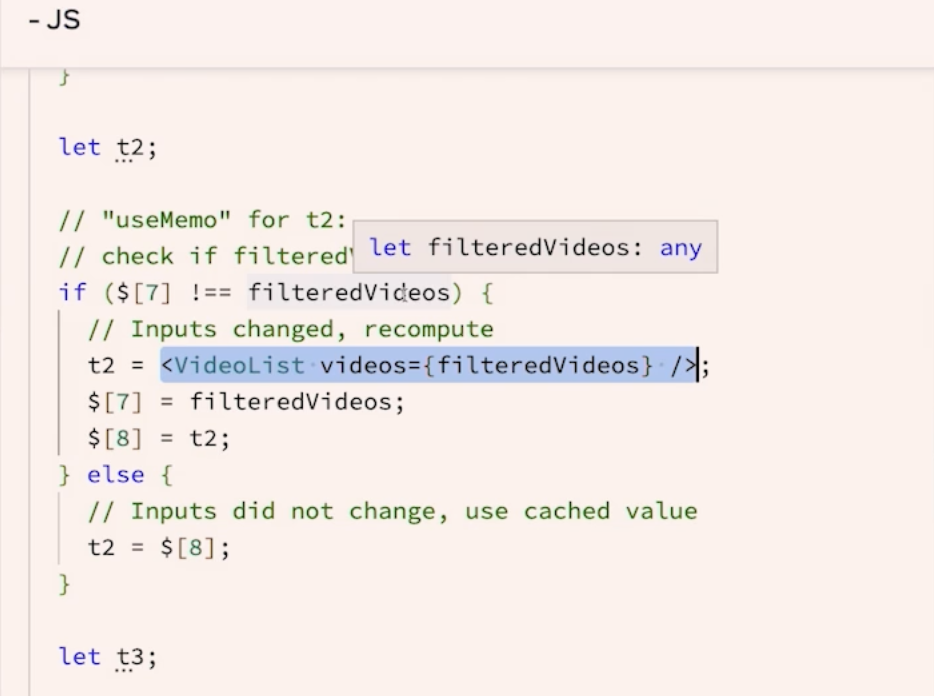 - JS
}
let t2;
// "useMemo" for t2:
// check if filtered
let filteredVideos: any
if ($[7] !== filteredVideos) {
// Inputs changed, recompute
t2 = <VideoList videos={filteredVideos} />;
$[7] = filteredVideos;
$[8] = t2;
} else {
// Inputs did not change, use cached value
t2 = $[8];
}
let t3;